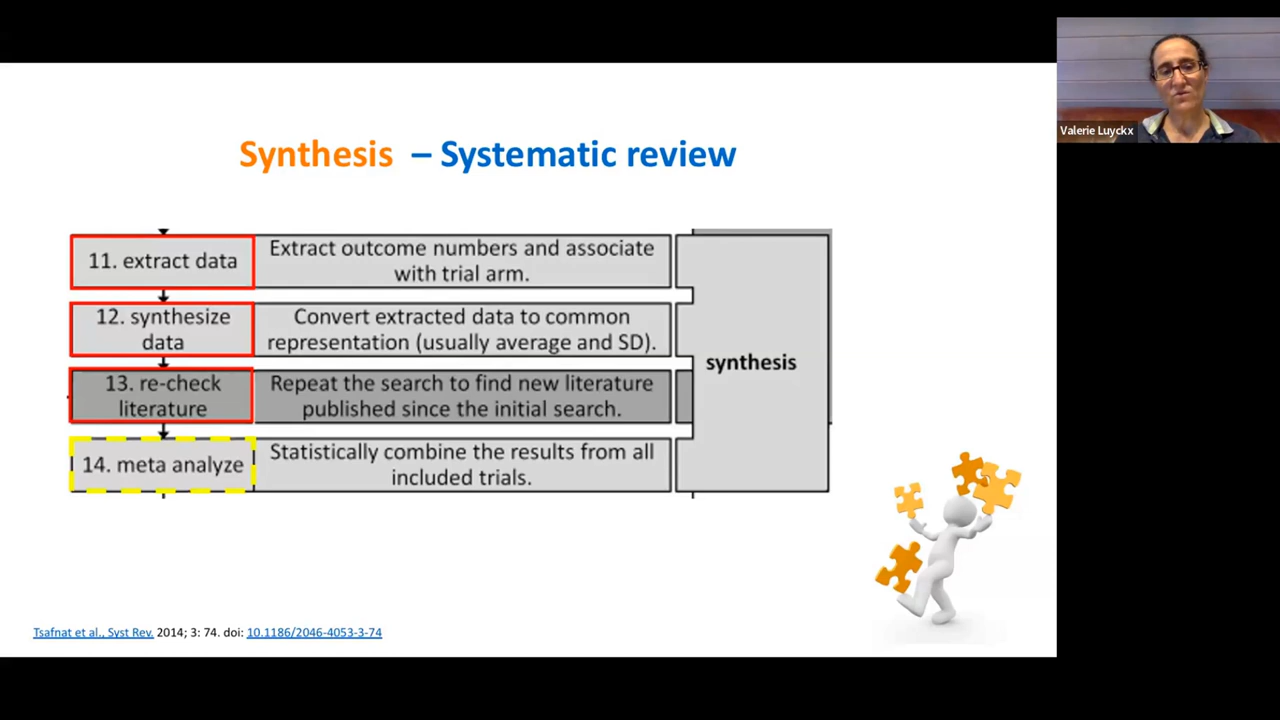 Valerie Luyckx
Synthesis – Systematic review
11. extract data
Extract outcome numbers and associate
with trial arm.
12. synthesize
data
Convert extracted data to common
representation (usually average and SD).
13. re-check
literature
Repeat the search to find new literature
published since the initial search.
14. meta analyze
Statistically combine the results from all
included trials.
synthesis
Tsafnat et al., Syst Rev. 2014; 3: 74. doi: 10.1186/2046-4053-3-74